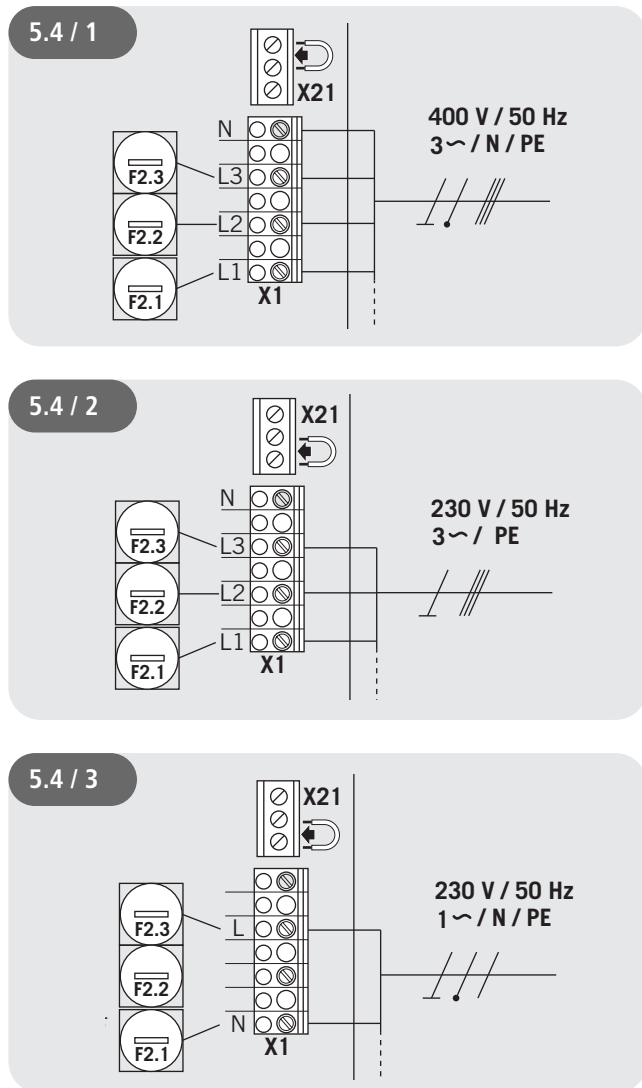 5.4 / 1
X21
400 V / 50 Hz
3~ / N / PE
N
L3
L2
L1
F2.3
F2.2
F2.1
X1
5.4 / 2
X21
230 V / 50 Hz
3~ / PE
N
L3
L2
L1
F2.3
F2.2
F2.1
X1
5.4 / 3
X21
230 V / 50 Hz
1~ / N / PE
L
N
F2.3
F2.2
F2.1
X1